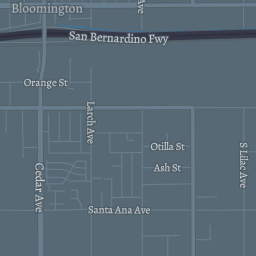 Bloomington
Ave
San Bernardino Fwy
Orange St
Larch Ave
Otilla St
S Lilac Ave
Ash St
Cedar Ave
Santa Ana Ave